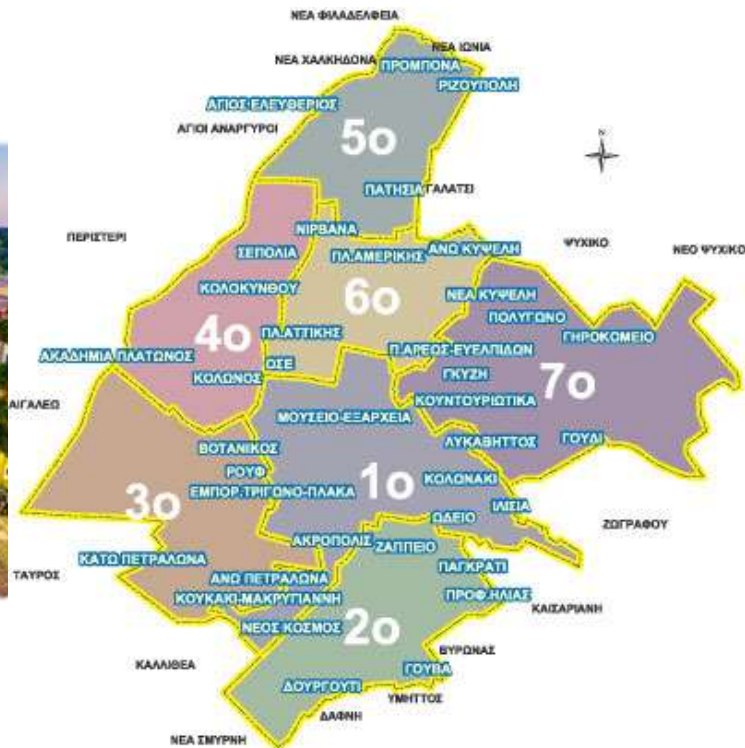 ΝΕΑ ΦΙΛΑΔΕΛΦΕΙΑ
ΝΕΑ ΙΩΝΙΑ
ΝΕΑ ΧΑΛΚΗΔΟΝΑ
ΠΡΟΜΠΟΝΑ
ΡΙΖΟΥΠΟΛΗ
ΑΓΙΟΣ ΕΛΕΥΘΕΡΙΟΣ
ΑΓΙΟΙ ΑΝΑΡΓΥΡΟΙ
5ο
N
ΠΑΤΗΣΙΑ
ΓΑΛΑΤΣΙ
ΝΙΡΒΑΝΑ
ΠΕΡΙΣΤΕΡΙ
ΣΕΠΟΛΙΑ
ΠΛ.ΑΜΕΡΙΚΗΣ
ΑΝΩ ΚΥΨΕΛΗ
ΨΥΧΙΚΟ
ΝΕΟ ΨΥΧΙΚΟ
ΚΟΛΟΚΥΝΘΟΥ
6ο
ΝΕΑ ΚΥΨΕΛΗ
ΠΟΛΥΓΩΝΟ
4ο
ΠΛ.ΑΤΤΙΚΗΣ
ΓΗΡΟΚΟΜΕΙΟ
ΑΚΑΔΗΜΙΑ ΠΛΑΤΩΝΟΣ
ΟΣΕ
Π.ΑΡΕΟΣ-ΕΥΕΛΠΙΔΩΝ
ΚΟΛΩΝΟΣ
ΓΚΥΖΗ
7ο
ΑΙΓΑΛΕΩ
ΜΟΥΣΕΙΟ-ΕΞΑΡΧΕΙΑ
ΚΟΥΝΤΟΥΡΙΩΤΙΚΑ
ΒΟΤΑΝΙΚΟΣ
ΛΥΚΑΒΗΤΤΟΣ
ΓΟΥΔΙ
ΡΟΥΦ
1ο
ΚΟΛΩΝΑΚΙ
3ο
ΕΜΠΟΡ.ΤΡΙΓΩΝΟ-ΠΛΑΚΑ
ΙΛΙΣΙΑ
ΩΔΕΙΟ
ΖΩΓΡΑΦΟΥ
ΑΚΡΟΠΟΛΙΣ
ΖΑΠΠΕΙΟ
ΚΑΤΩ ΠΕΤΡΑΛΩΝΑ
ΠΑΓΚΡΑΤΙ
ΤΑΥΡΟΣ
ΑΝΩ ΠΕΤΡΑΛΩΝΑ
ΚΟΥΚΑΚΙ-ΜΑΚΡΥΓΙΑΝΝΗ
ΠΡΟΦ.ΗΛΙΑΣ
ΚΑΙΣΑΡΙΑΝΗ
ΝΕΟΣ ΚΟΣΜΟΣ
2ο
ΒΥΡΩΝΑΣ
ΚΑΛΛΙΘΕΑ
ΓΟΥΒΑ
ΔΟΥΡΓΟΥΤΙ
ΥΜΗΤΤΟΣ
ΔΑΦΝΗ
ΝΕΑ ΣΜΥΡΝΗ